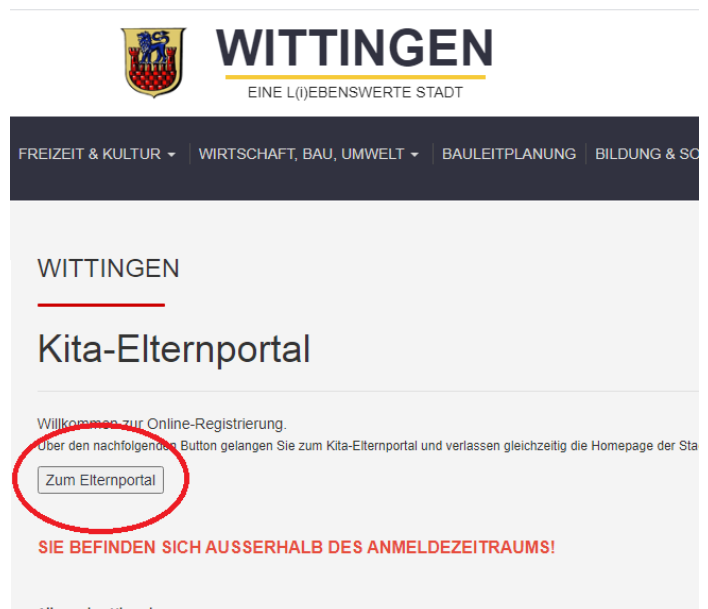 WITTINGEN
EINE L(i)EBENSWERTE STADT
FREIZEIT & KULTUR WIRTSCHAFT, BAU, UMWELT BAULEITPLANUNG BILDUNG & SO
WITTINGEN
Kita-Elternportal
Willkommen zur Online-Registrierung.
Über den nachfolgenden Button gelangen Sie zum Kita-Elternportal und verlassen gleichzeitig die Homepage der Sta
Zum Elternportal
SIE BEFINDEN SICH AUSSERHALB DES ANMELDEZEITRAUMS!